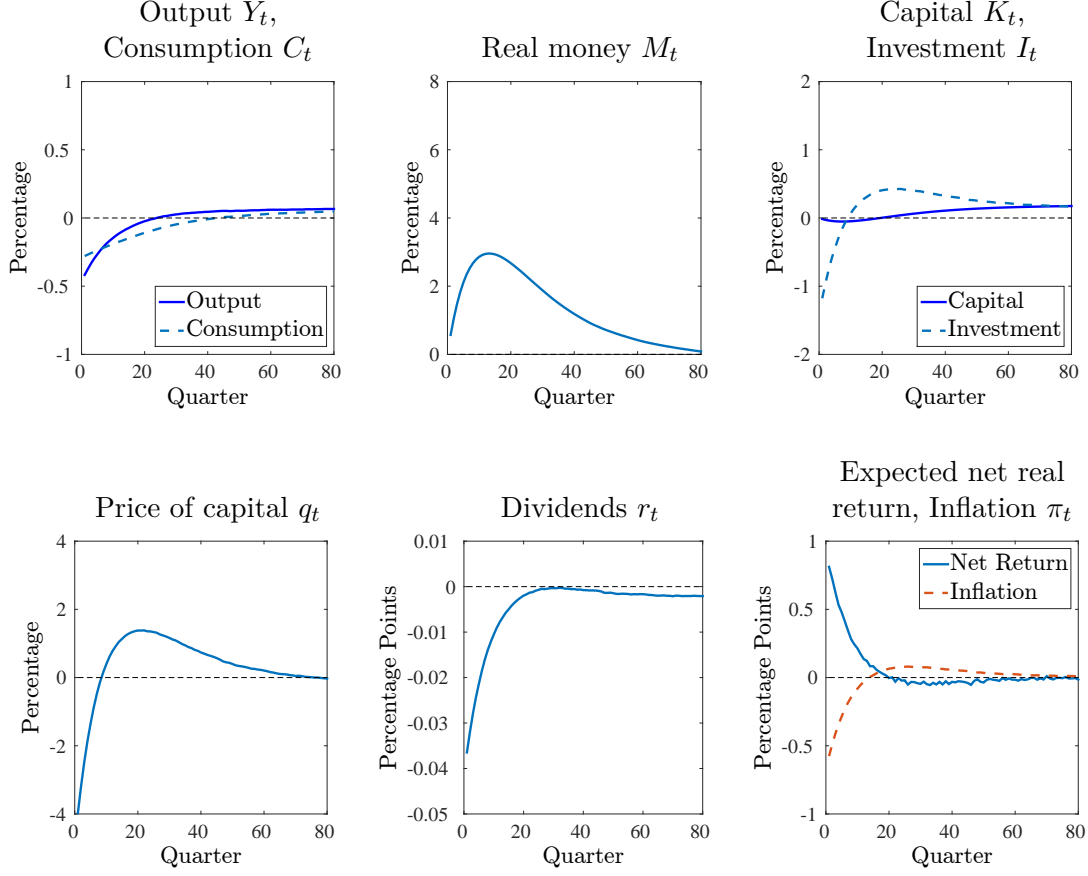 Output Y_t,
Consumption C_t
Percentage
1
0.5
0
-0.5
-1
Output
Consumption
0 20 40 60 80
Quarter
Real money M_t
Percentage
8
6
4
2
0
0 20 40 60 80
Quarter
Capital K_t,
Investment I_t
Percentage
2
1
0
-1
-2
Capital
Investment
0 20 40 60 80
Quarter
Price of capital q_t
Percentage
4
2
0
-2
-4
0 20 40 60 80
Quarter
Dividends r_t
Percentage Points
0.01
0
-0.01
-0.02
-0.03
-0.04
-0.05
0 20 40 60 80
Quarter
Expected net real
return, Inflation π_t
Percentage Points
1
0.5
0
-0.5
-1
Net Return
Inflation
0 20 40 60 80
Quarter